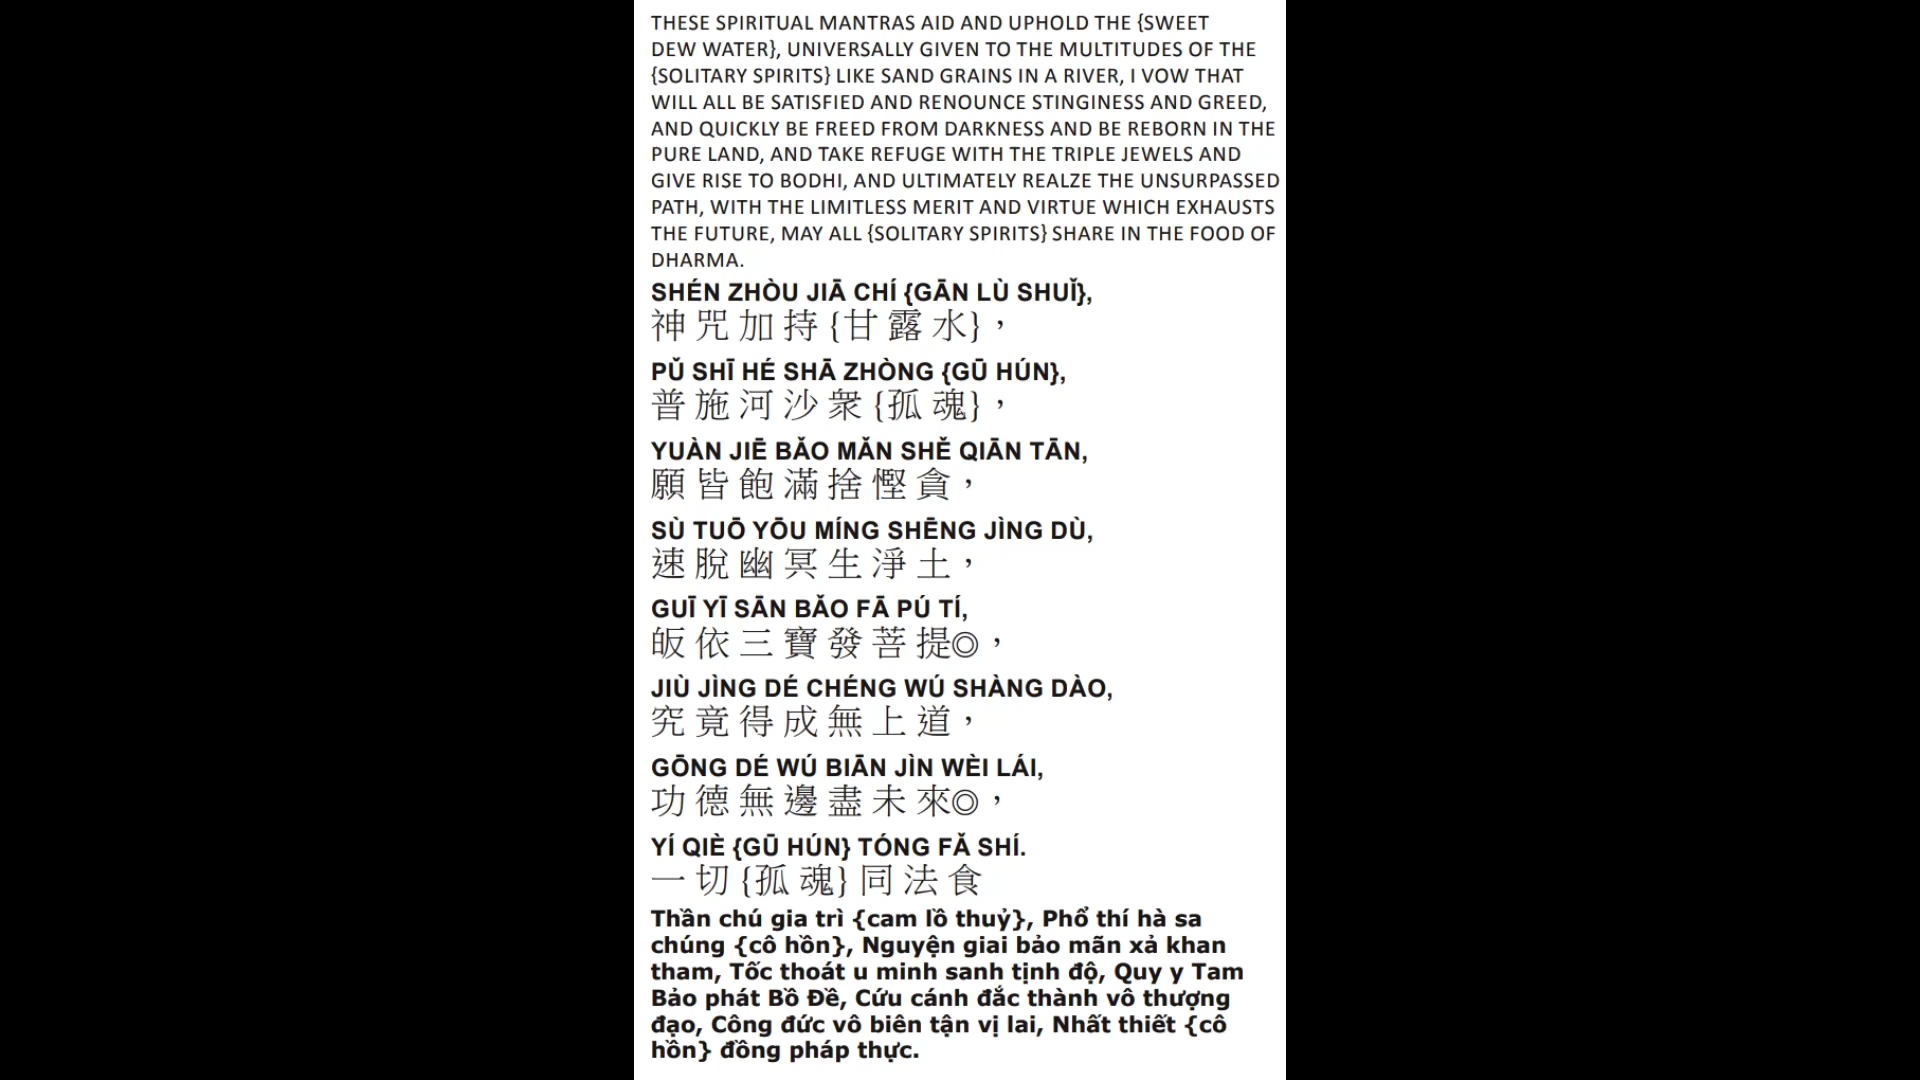 THESE SPIRITUAL MANTRAS AID AND UPHOLD THE {SWEET
DEW WATER}, UNIVERSALLY GIVEN TO THE MULTITUDES OF THE
{SOLITARY SPIRITS} LIKE SAND GRAINS IN A RIVER, I VOW THAT
WILL ALL BE SATISFIED AND RENOUNCE STINGINESS AND GREED,
AND QUICKLY BE FREED FROM DARKNESS AND BE REBORN IN THE
PURE LAND, AND TAKE REFUGE WITH THE TRIPLE JEWELS AND
GIVE RISE TO BODHI, AND ULTIMATELY REALZE THE UNSURPASSED
PATH, WITH THE LIMITLESS MERIT AND VIRTUE WHICH EXHAUSTS
THE FUTURE, MAY ALL {SOLITARY SPIRITS} SHARE IN THE FOOD OF
DHARMA.
SHÉN ZHÒU JIĀ CHÍ {GĀN LÙ SHUǏ},
神 咒 加 持 {甘 露 水},
PǓ SHĪ HÉ SHĀ ZHÒNG {GŪ HÚN},
普 施 河 沙 衆 {孤 魂},
YUÀN JIĒ BǍO MǍN SHĚ QIĀN TĀN,
願 皆 飽 滿 捨 慳 貪,
SÙ TUŌ YŌU MÍNG SHĒNG JÌNG DÙ,
速 脫 幽 冥 生 淨 土,
GUĪ YĪ SĀN BǍO FĀ PÚ TÍ,
皈 依 三 寶 發 菩 提◎,
JIÙ JÌNG DÉ CHÉNG WÚ SHÀNG DÀO,
究 竟 得 成 無 上 道,
GŌNG DÉ WÚ BIĀN JÌN WÈI LÁI,
功 德 無 邊 盡 未 來◎,
YÍ QIÈ {GŪ HÚN} TÓNG FǍ SHÍ.
一 切 {孤 魂} 同 法 食
Thần chú gia trì {cam lồ thuỷ}, Phổ thí hà sa
chúng {cô hồn}, Nguyện giai bảo mãn xả khan
tham, Tốc thoát u minh sanh tịnh độ, Quy y Tam
Bảo phát Bồ Đề, Cứu cánh đắc thành vô thượng
đạo, Công đức vô biên tận vị lai, Nhất thiết {cô
hồn} đồng pháp thực.